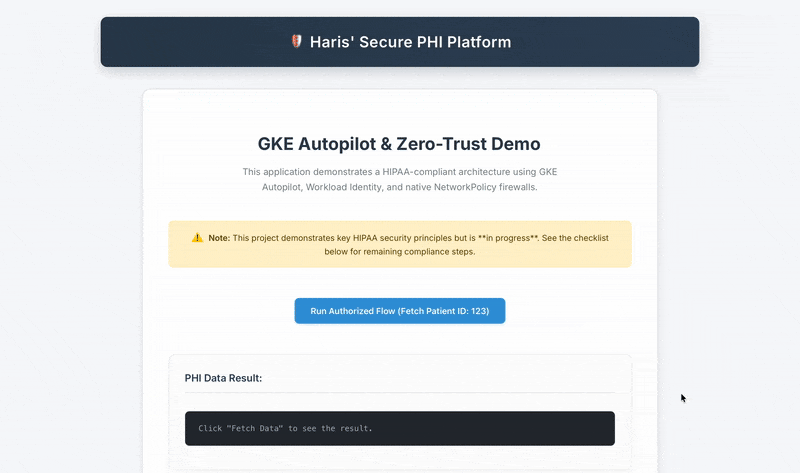 Haris' Secure PHI Platform
GKE Autopilot & Zero-Trust Demo
This application demonstrates a HIPAA-compliant architecture using GKE
Autopilot, Workload Identity, and native NetworkPolicy firewalls.
Note: This project demonstrates key HIPAA security principles but is **in progress**. See the checklist
below for remaining compliance steps.
Run Authorized Flow (Fetch Patient ID: 123)
PHI Data Result:
Click "Fetch Data" to see the result.